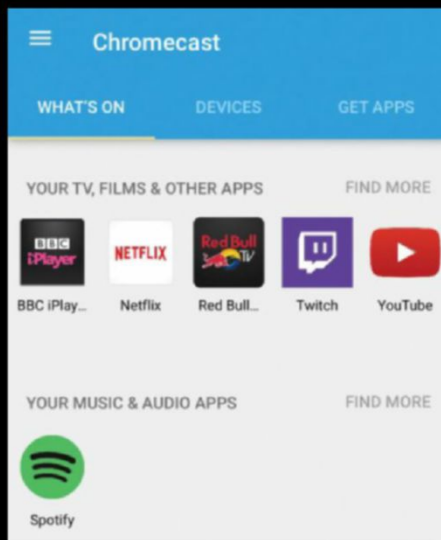 Chromecast
WHAT'S ON DEVICES GET APPS
YOUR TV, FILMS & OTHER APPS FIND MORE
BBC iPlayer NETFLIX Red Bull TV
BBC iPlay... Netflix Red Bull... Twitch YouTube
YOUR MUSIC & AUDIO APPS FIND MORE
Spotify